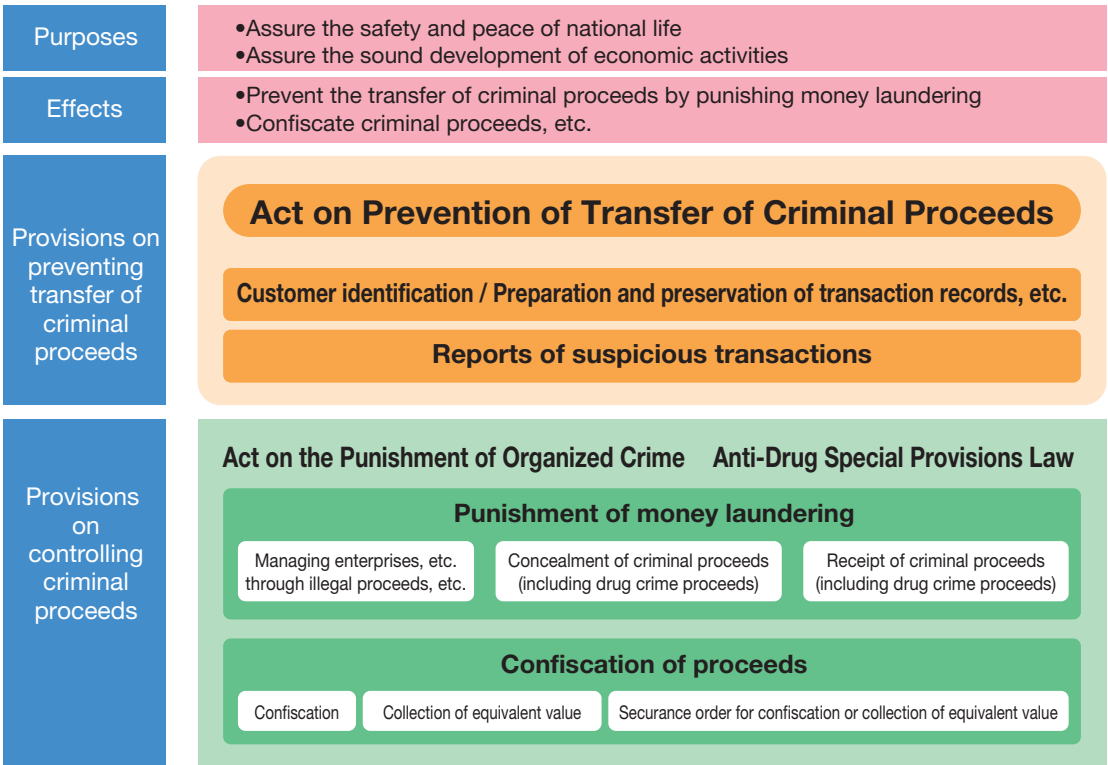 Purposes
•Assure the safety and peace of national life
•Assure the sound development of economic activities
Effects
•Prevent the transfer of criminal proceeds by punishing money laundering
•Confiscate criminal proceeds, etc.
Provisions on
preventing
transfer of
criminal
proceeds
Act on Prevention of Transfer of Criminal Proceeds
Customer identification / Preparation and preservation of transaction records, etc.
Reports of suspicious transactions
Provisions
on
controlling
criminal
proceeds
Act on the Punishment of Organized Crime
Anti-Drug Special Provisions Law
Punishment of money laundering
Managing enterprises, etc.
through illegal proceeds, etc.
Concealment of criminal proceeds
(including drug crime proceeds)
Receipt of criminal proceeds
(including drug crime proceeds)
Confiscation of proceeds
Confiscation
Collection of equivalent value
Securance order for confiscation or collection of equivalent value